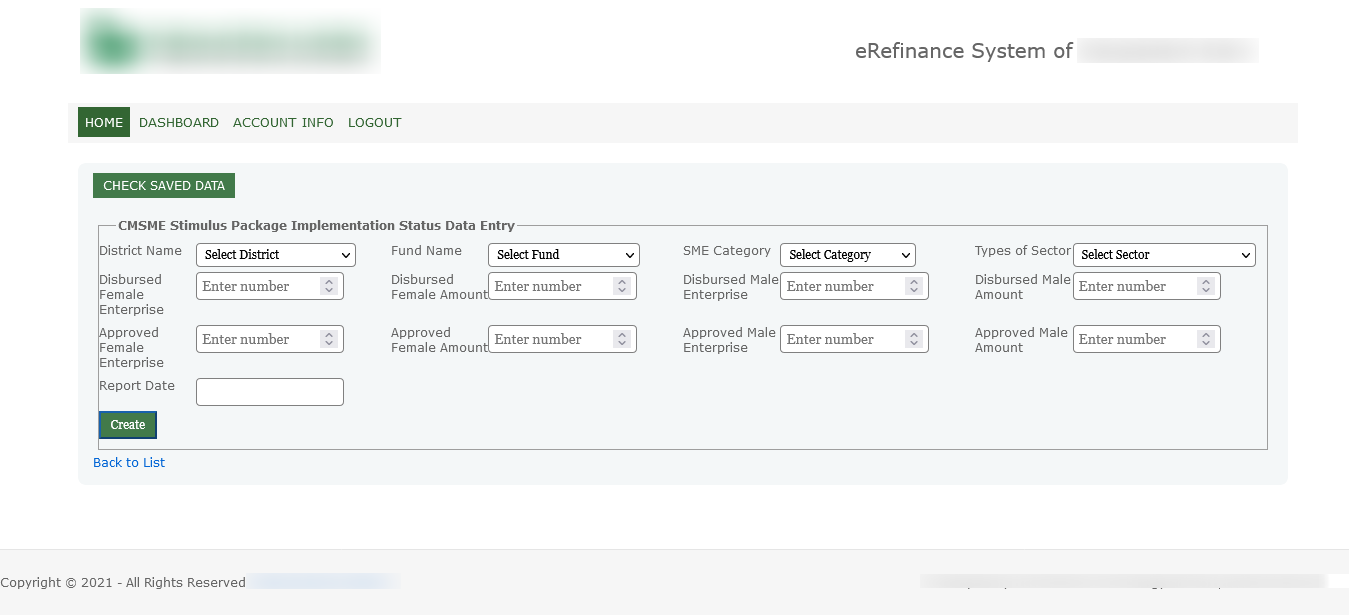 eRefinance System of
HOME DASHBOARD ACCOUNT INFO LOGOUT
CHECK SAVED DATA
CMSME Stimulus Package Implementation Status Data Entry
District Name Select District Fund Name Select Fund SME Category Select Category Types of Sector Select Sector
Disbursed Female Enterprise Enter number Disbursed Female Amount Enter number Disbursed Male Enterprise Enter number Disbursed Male Amount Enter number
Approved Female Enterprise Enter number Approved Female Amount Enter number Approved Male Enterprise Enter number Approved Male Amount Enter number
Report Date
Create
Back to List
Copyright © 2021 - All Rights Reserved